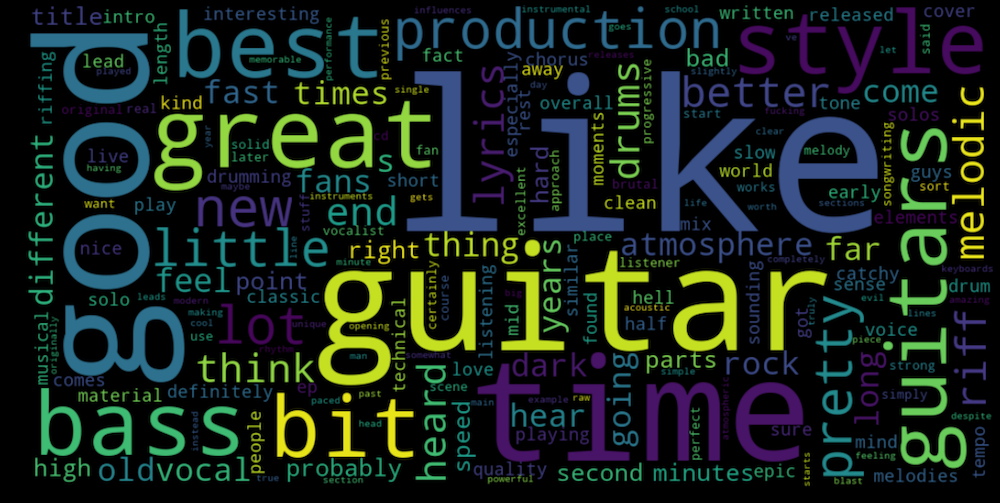 title
intro
interesting
best
production
influences
instrumental
school
written
released
cover
goes
style
ve
let
said
lead
played
length
memorable
performance
previous
fact
chorus
away
bad
releases
slightly
riffing
original
real
fast
times
single
lyrics
especially
rest
overall
drums
progressive
better
tone
come
start
fucking
solos
good
kind
great
like
day
moments
hard
clear
melody
songwriting
guitars
melodic
live
having
solid
later
year
cd
fan
s
drumming
maybe
fans
short
excellent
approach
brutal
clean
slow
world
works
guys
sort
different
want
play
instruments
gets
new
stuff
end
vocalist
life
worth
sections
early
mix
elements
nice
little
line
right
thing
years
similar
place
atmosphere
completely
far
keyboards
musical
feel
point
minute
listener
catchy
sense
drum
solo
leads
classic
guitar
certainly
course
listening
mid
big
found
hell
acoustic
half
sounding
got
truly
evil
amazing
lines
originally
making
modern
cool
use
unique
lot
opening
rhythm
man
somewhat
technical
dark
going
parts
simple
rock
voice
piece
long
strong
riff
comes
think
love
scene
time
pretty
material
definitely
ep
paced
past
heard
speed
main
example
raw
hear
playing
perfect
atmospheric
sure
simply
despite
bass
instead
people
bit
head
mind
feeling
tempo
high
old
vocal
true
probably
section
quality
powerful
second
minutes
epic
starts
blast
melodies